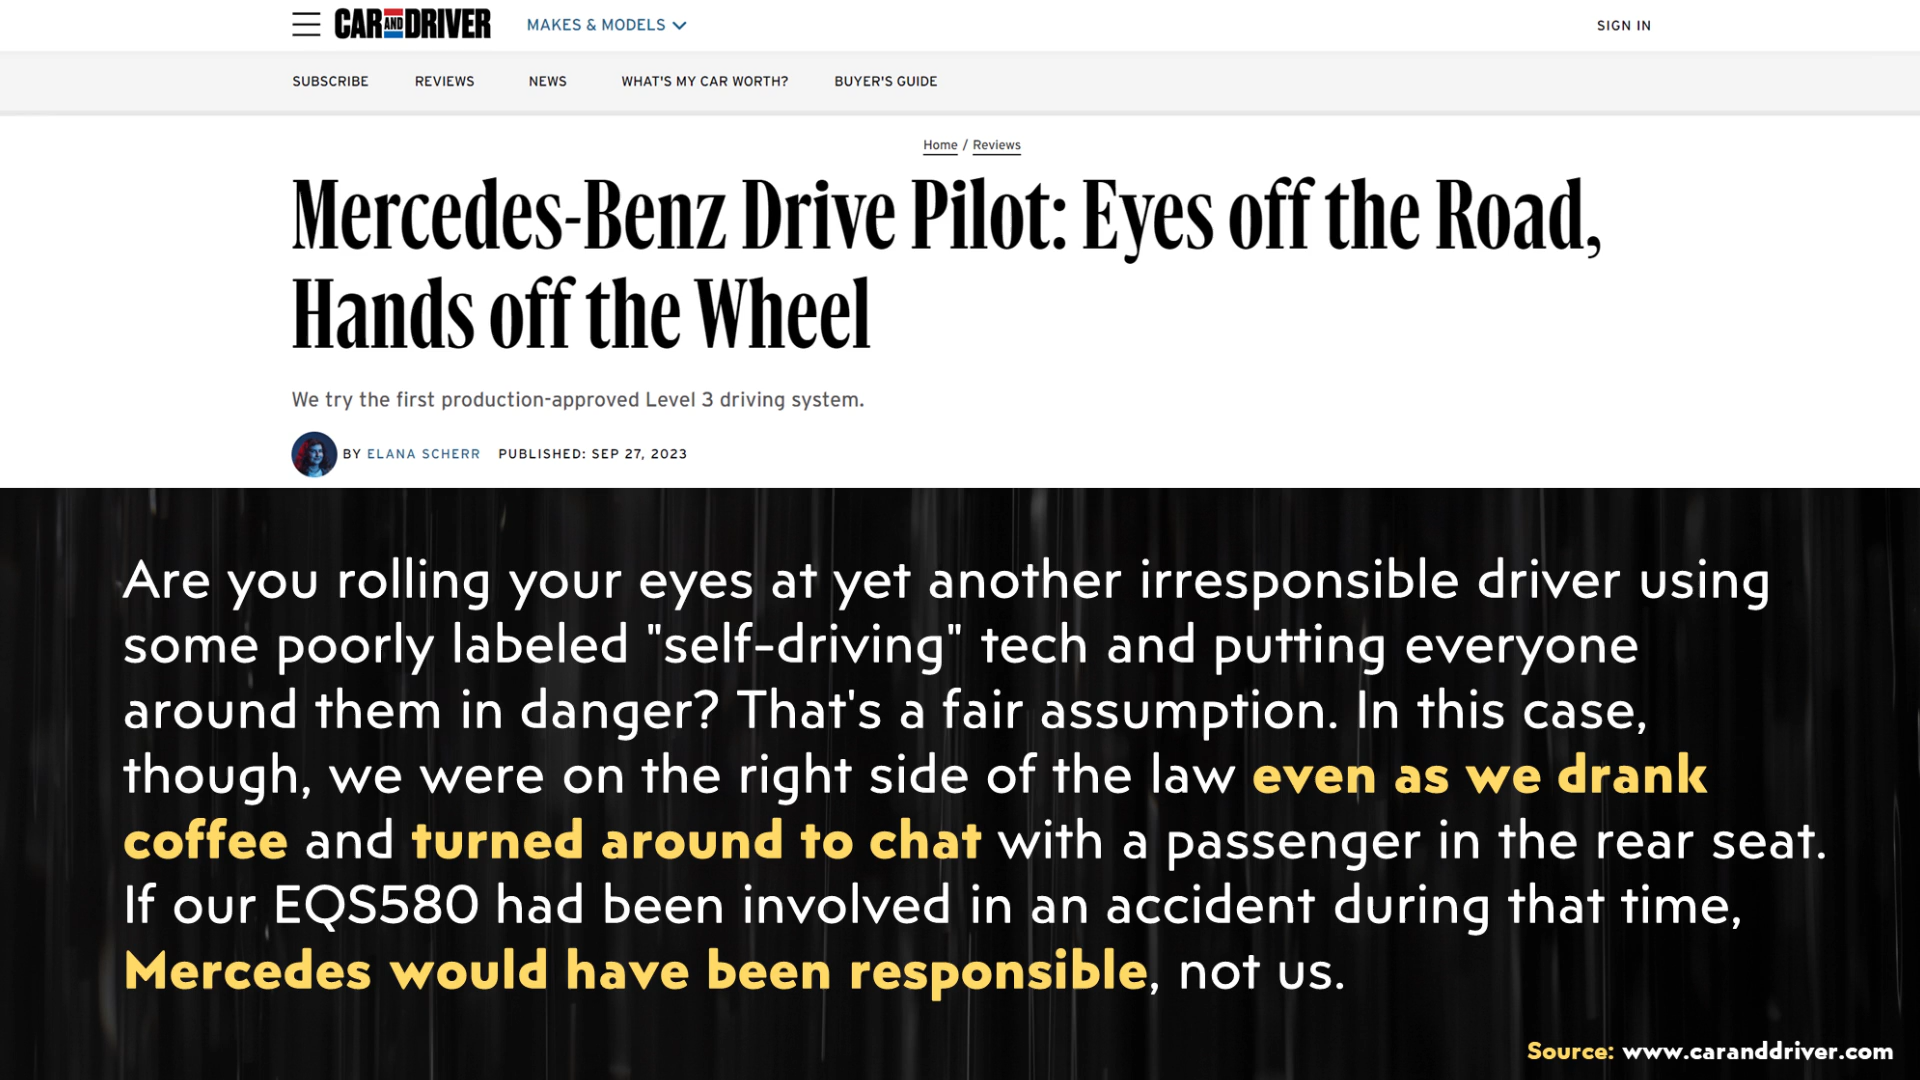 CAR AND DRIVER
MAKES & MODELS
SIGN IN
SUBSCRIBE
REVIEWS
NEWS
WHAT'S MY CAR WORTH?
BUYER'S GUIDE
Home / Reviews
Mercedes-Benz Drive Pilot: Eyes off the Road,
Hands off the Wheel
We try the first production-approved Level 3 driving system.
BY ELANA SCHERR PUBLISHED: SEP 27, 2023
Are you rolling your eyes at yet another irresponsible driver using
some poorly labeled "self-driving" tech and putting everyone
around them in danger? That's a fair assumption. In this case,
though, we were on the right side of the law even as we drank
coffee and turned around to chat with a passenger in the rear seat.
If our EQS580 had been involved in an accident during that time,
Mercedes would have been responsible, not us.
Source: www.caranddriver.com